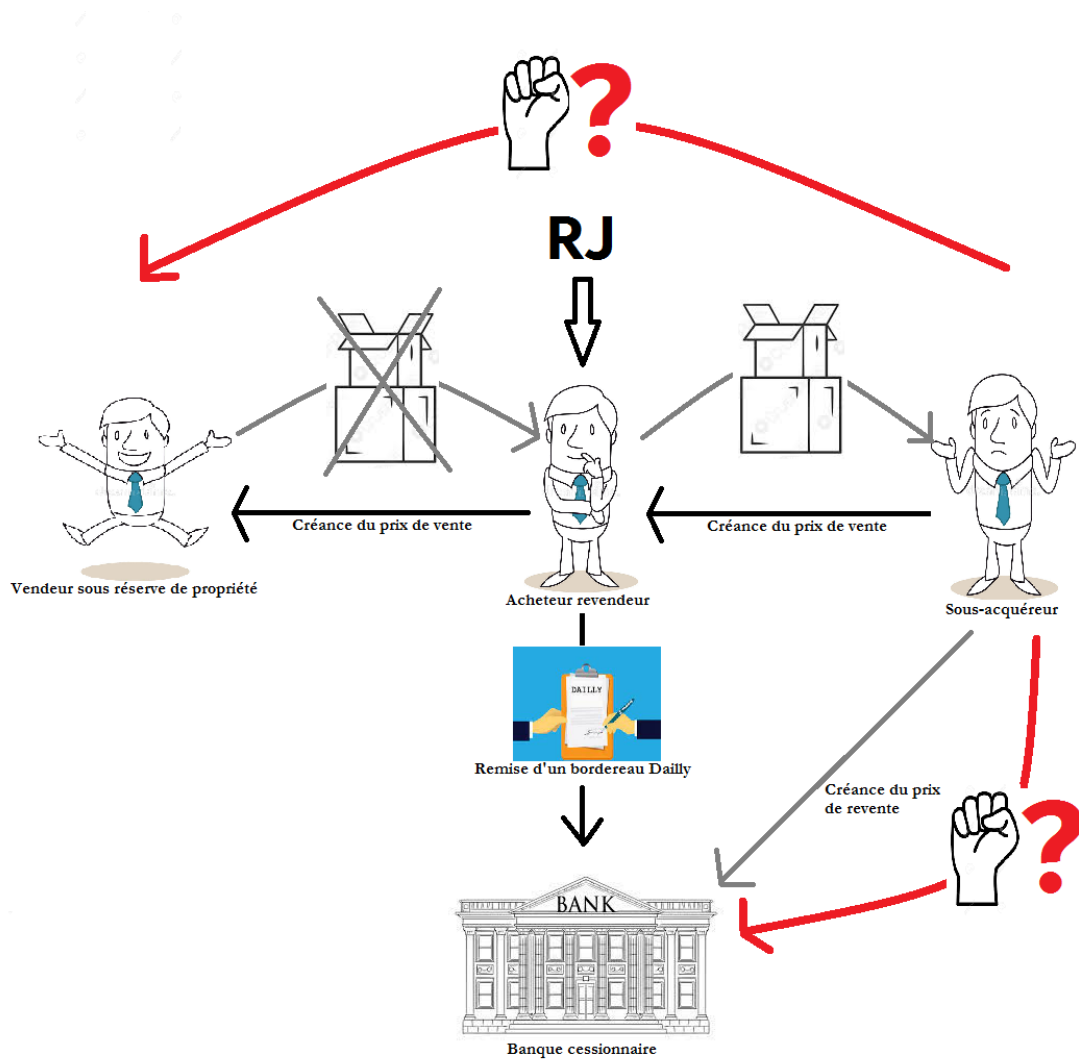 ?
RJ
Créance du prix de vente
Créance du prix de vente
Vendeur sous réserve de propriété
Acheteur revendeur
Sous-acquéreur
DAILLY
Remise d'un bordereau Dailly
Créance du prix
de revente
?
BANK
Banque cessionnaire